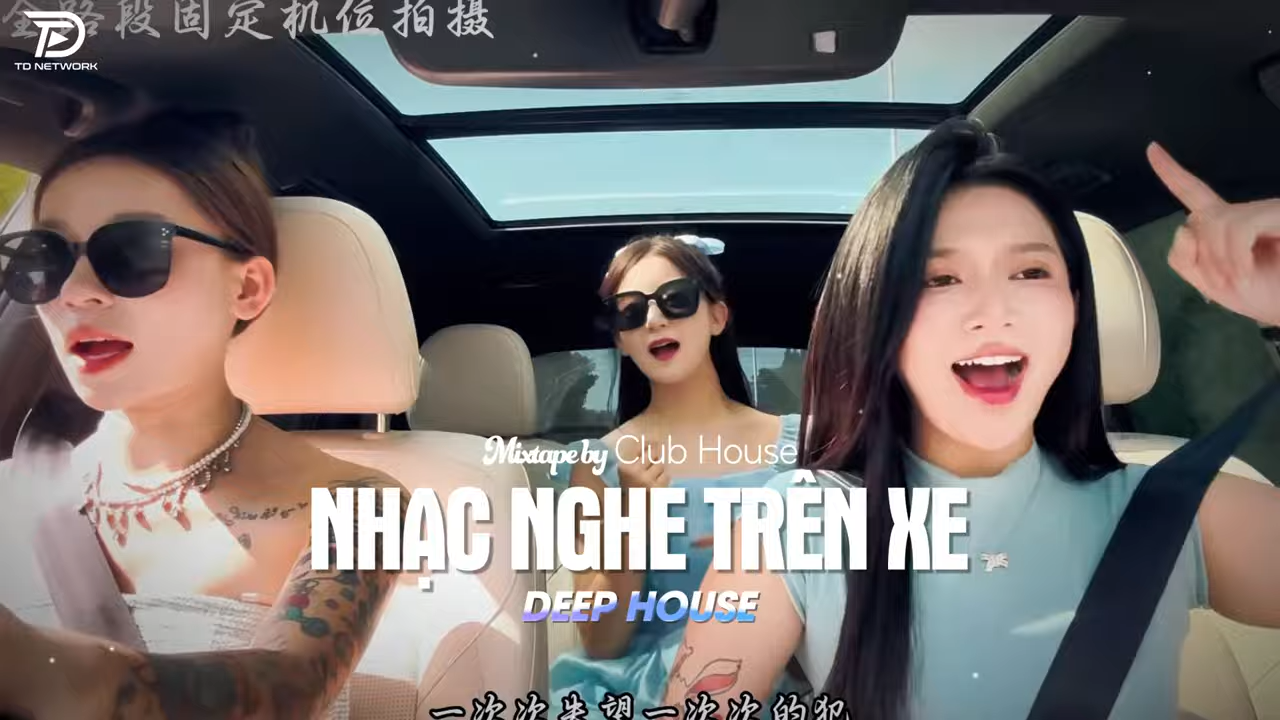 全路段固定机位拍摄
TD NETWORK
Mixtape by Club House
NHẠC NGHE TRÊN XE
DEEP HOUSE
一次次失望一次次的犯